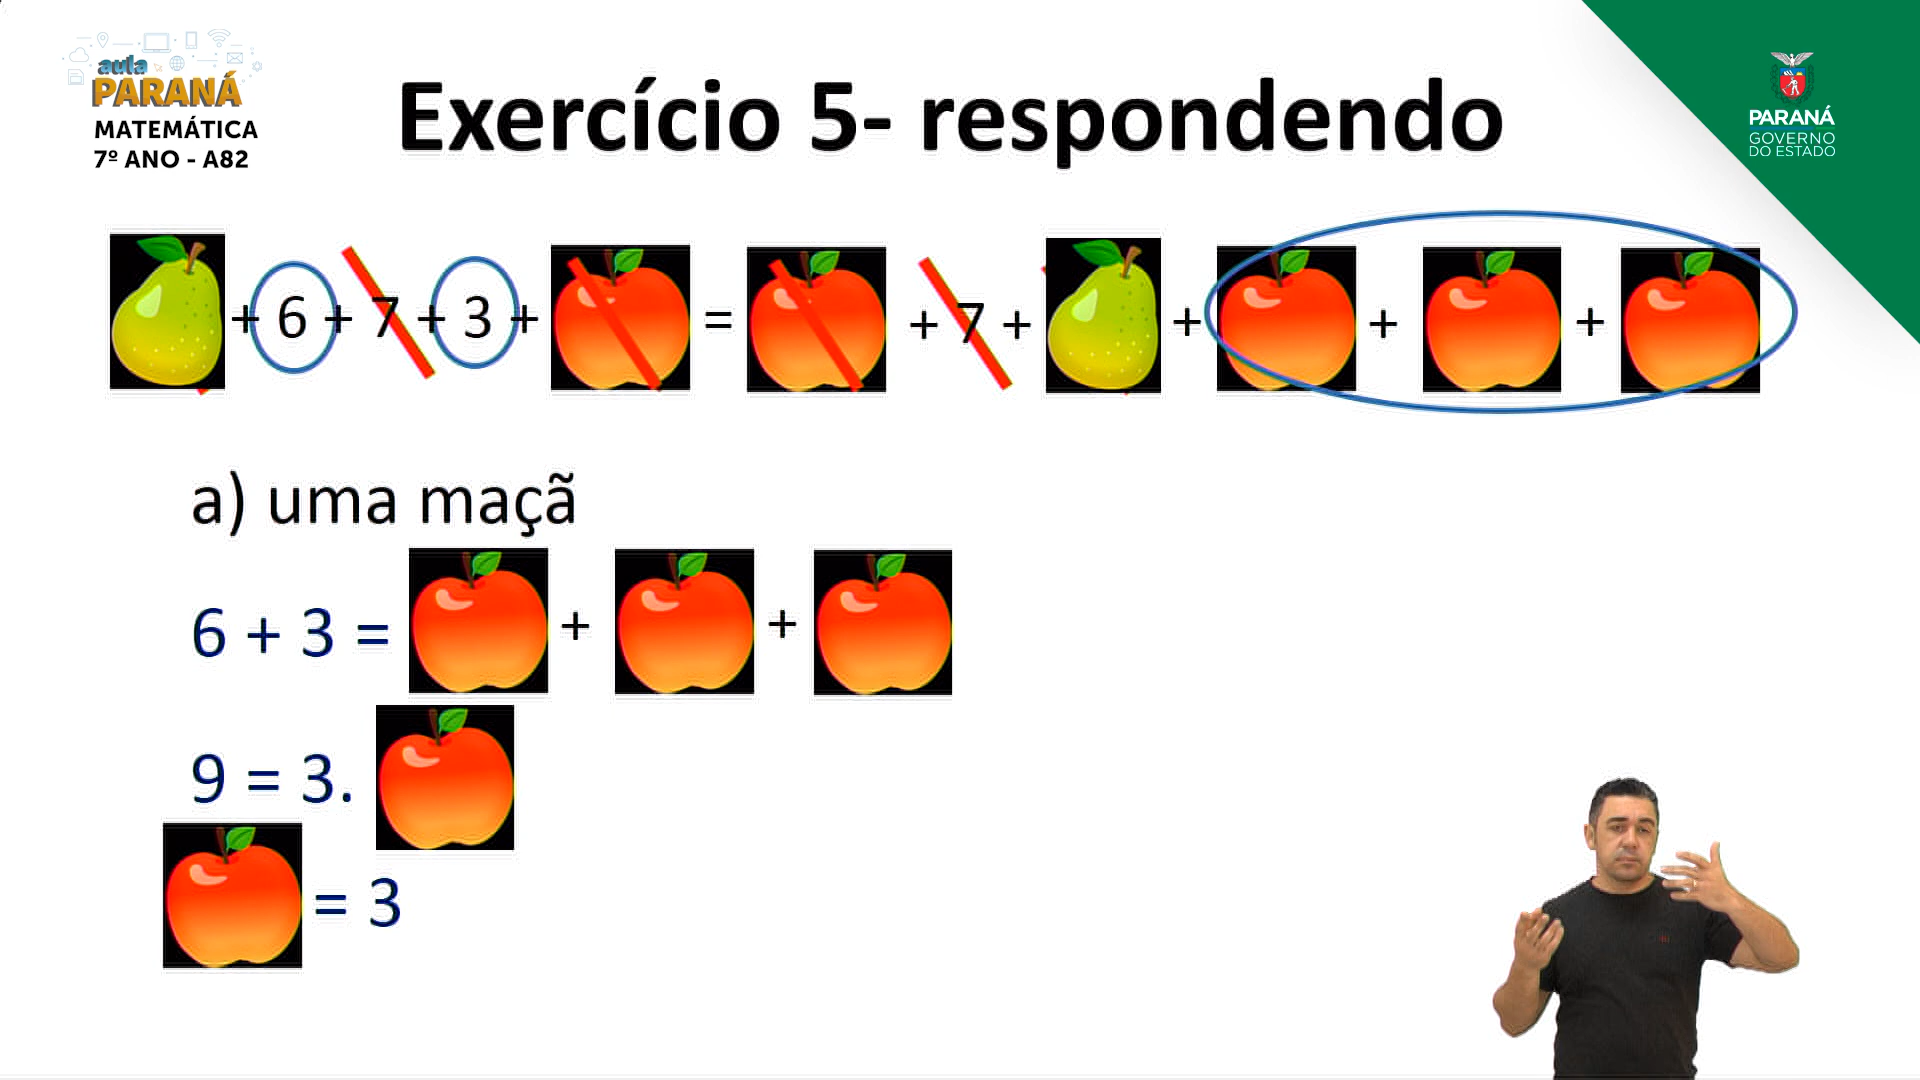 aula
PARANÁ
MATEMÁTICA
7º ANO - A82
Exercício 5- respondendo
PARANÁ
GOVERNO
DO ESTADO
+ 6 + 7 + 3 + = + 7 + + + +
a) uma maçã
6 + 3 = + +
9 = 3.
= 3